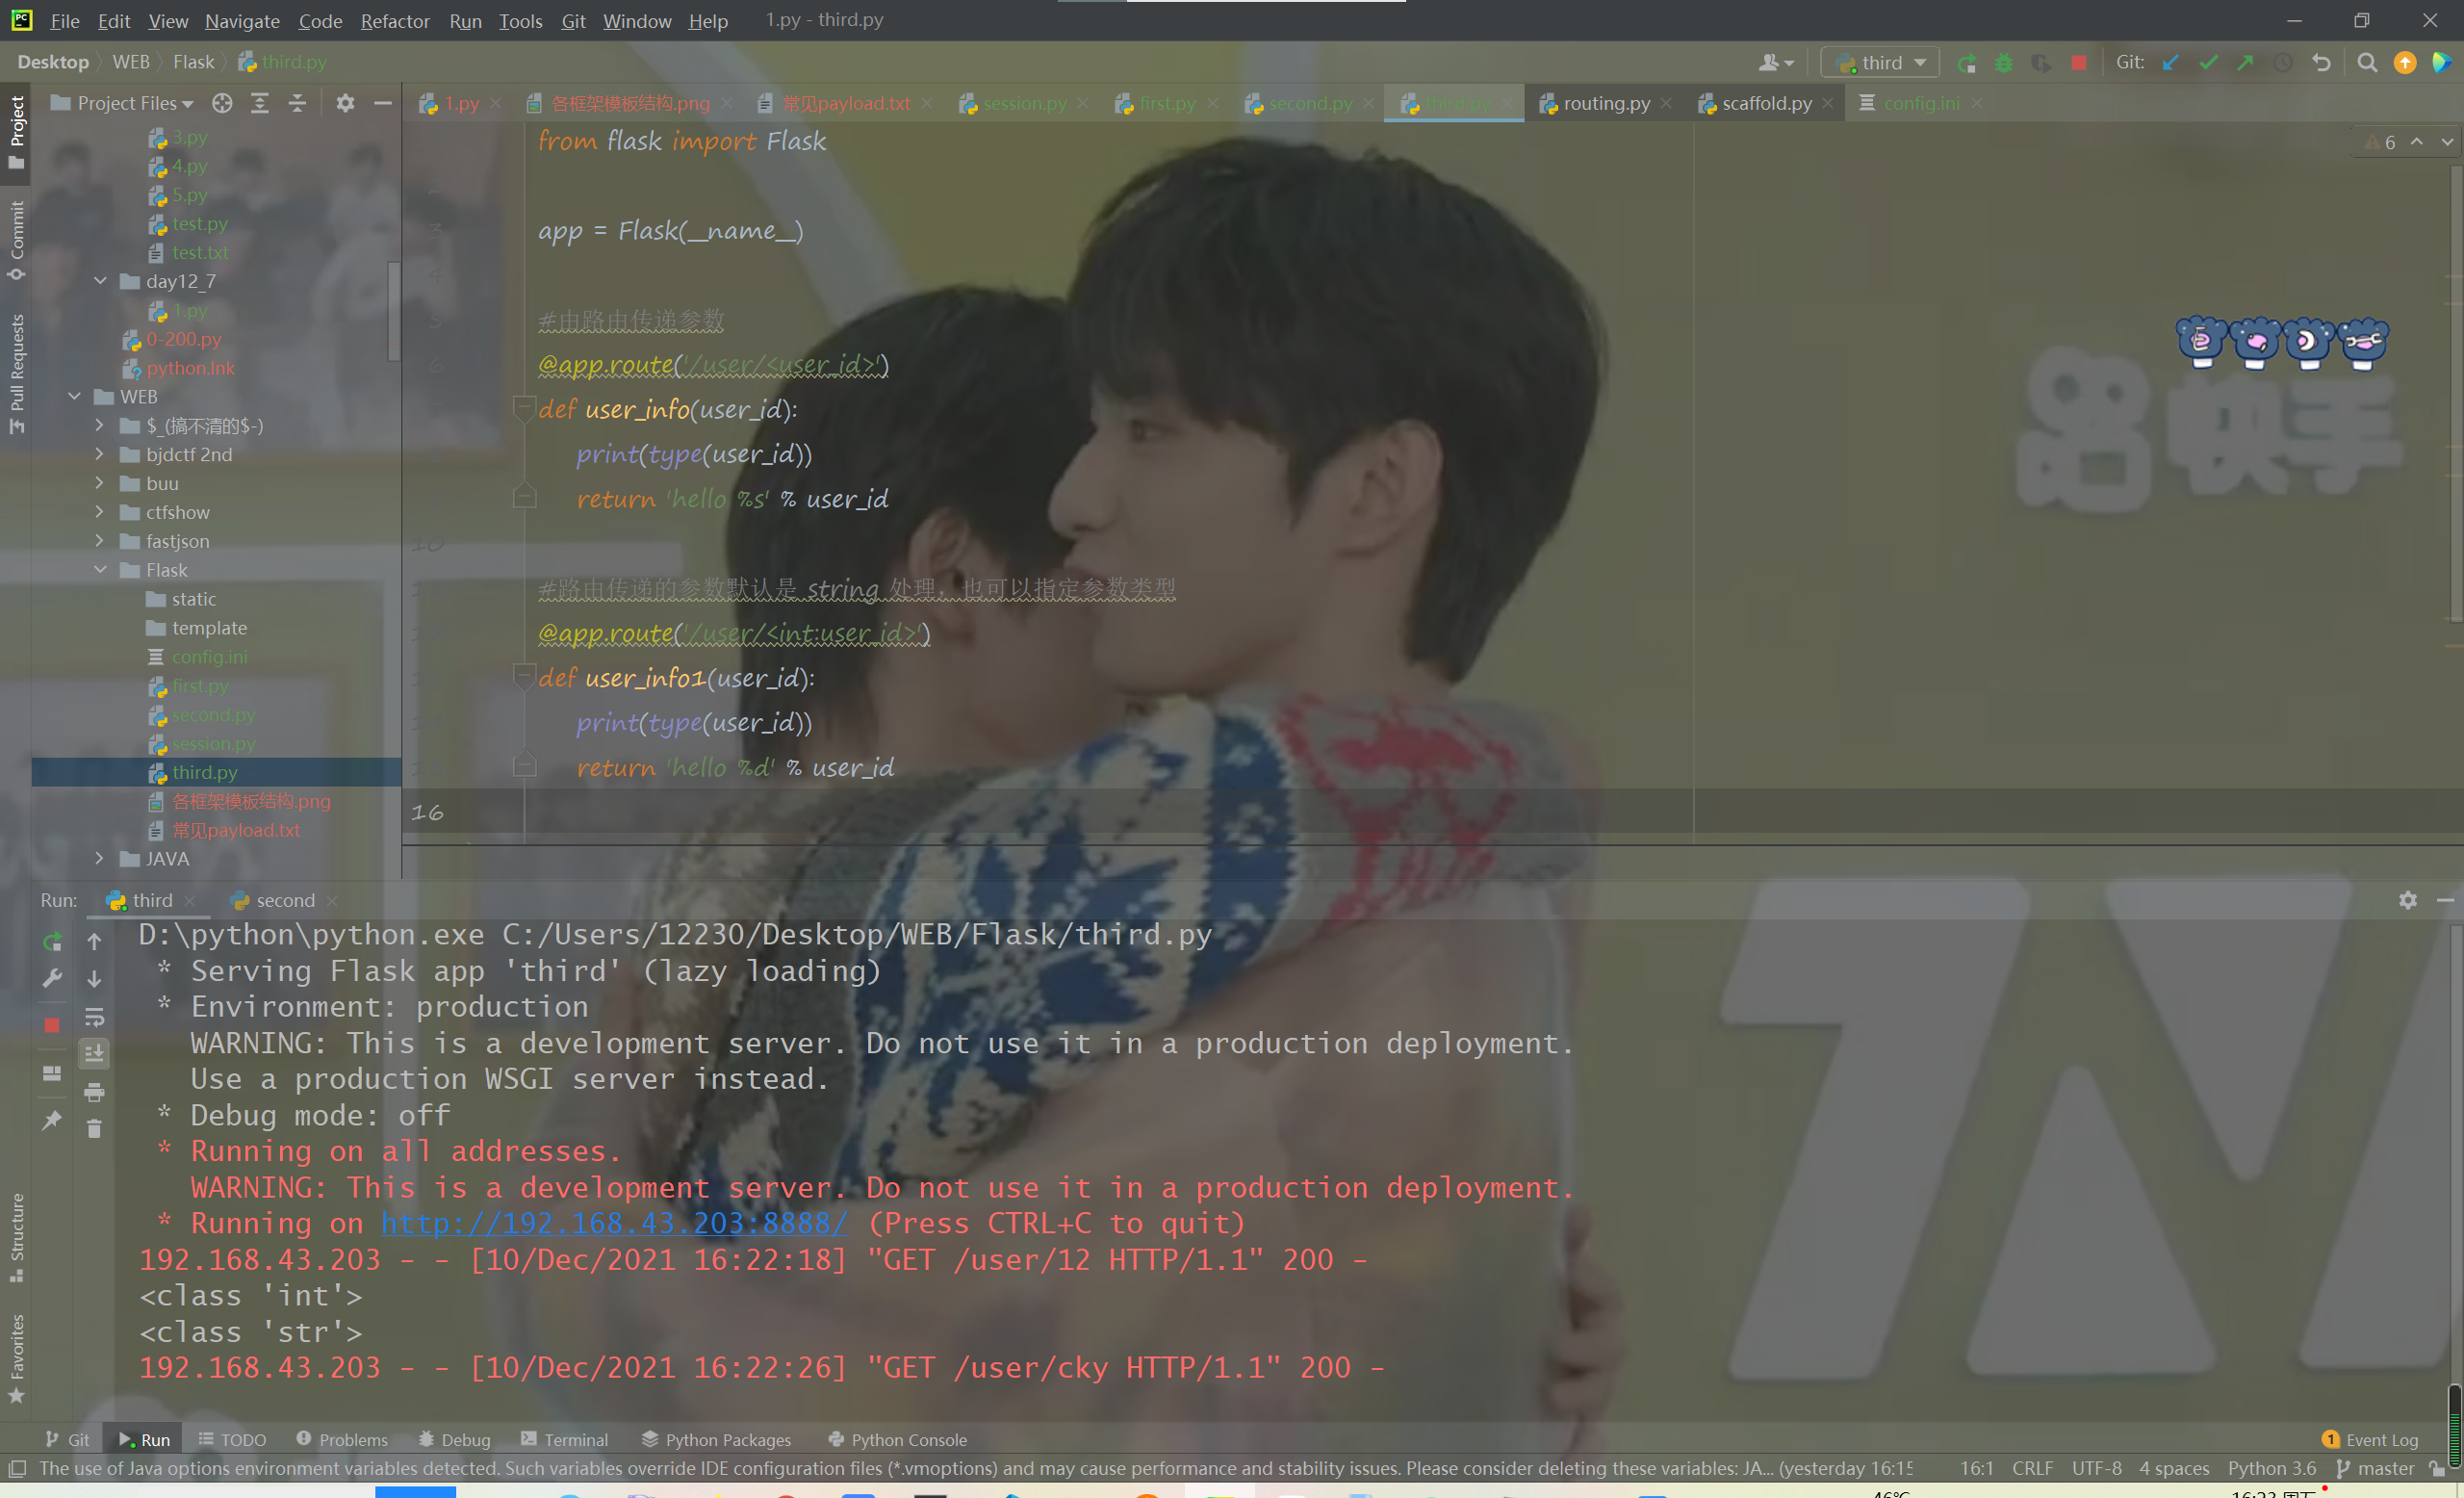 File Edit View Navigate Code Refactor Run Tools Git Window Help 1.py - third.py
Desktop WEB Flask third.py
third Git:
Project Files
1.py 各框架模板结构.png 常见payload.txt session.py first.py second.py third.py routing.py scaffold.py config.ini
Project
Commit
Pull Requests
3.py
4.py
5.py
test.py
test.txt
day12_7
1.py
0-200.py
python.lnk
WEB
$_(搞不清的$-)
bjdctf 2nd
buu
ctfshow
fastjson
Flask
static
template
config.ini
first.py
second.py
session.py
third.py
各框架模板结构.png
常见payload.txt
JAVA
6
from flask import Flask
3 app = Flask(__name__)
4
5 #由路由传递参数
6 @app.route('/user/<user_id>')
def user_info(user_id):
print(type(user_id))
return 'hello %s' % user_id
10
#路由传递的参数默认是 string 处理，也可以指定参数类型
@app.route('/user/<int:user_id>')
def user_info1(user_id):
print(type(user_id))
return 'hello %d' % user_id
16
快手
Run: third second
D:\python\python.exe C:/Users/12230/Desktop/WEB/Flask/third.py
* Serving Flask app 'third' (lazy loading)
* Environment: production
WARNING: This is a development server. Do not use it in a production deployment.
Use a production WSGI server instead.
* Debug mode: off
* Running on all addresses.
WARNING: This is a development server. Do not use it in a production deployment.
* Running on http://192.168.43.203:8888/ (Press CTRL+C to quit)
192.168.43.203 - - [10/Dec/2021 16:22:18] "GET /user/12 HTTP/1.1" 200 -
<class 'int'>
<class 'str'>
192.168.43.203 - - [10/Dec/2021 16:22:26] "GET /user/cky HTTP/1.1" 200 -
Structure
Favorites
Git Run TODO Problems Debug Terminal Python Packages Python Console 1 Event Log
The use of Java options environment variables detected. Such variables override IDE configuration files (*.vmoptions) and may cause performance and stability issues. Please consider deleting these variables: JA... (yesterday 16:15 16:1 CRLF UTF-8 4 spaces Python 3.6 master